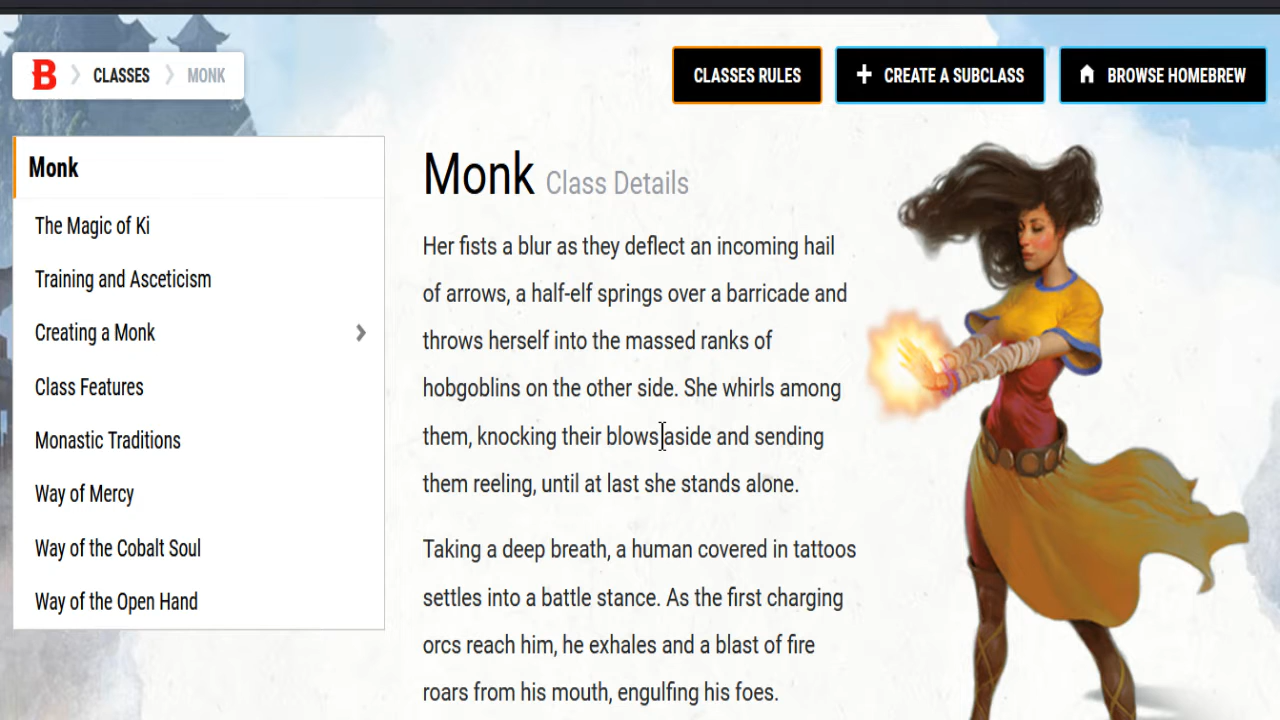 B CLASSES MONK
CLASSES RULES
CREATE A SUBCLASS
BROWSE HOMEBREW
Monk
The Magic of Ki
Training and Asceticism
Creating a Monk
Class Features
Monastic Traditions
Way of Mercy
Way of the Cobalt Soul
Way of the Open Hand
Monk Class Details
Her fists a blur as they deflect an incoming hail
of arrows, a half-elf springs over a barricade and
throws herself into the massed ranks of
hobgoblins on the other side. She whirls among
them, knocking their blows aside and sending
them reeling, until at last she stands alone.
Taking a deep breath, a human covered in tattoos
settles into a battle stance. As the first charging
orcs reach him, he exhales and a blast of fire
roars from his mouth, engulfing his foes.